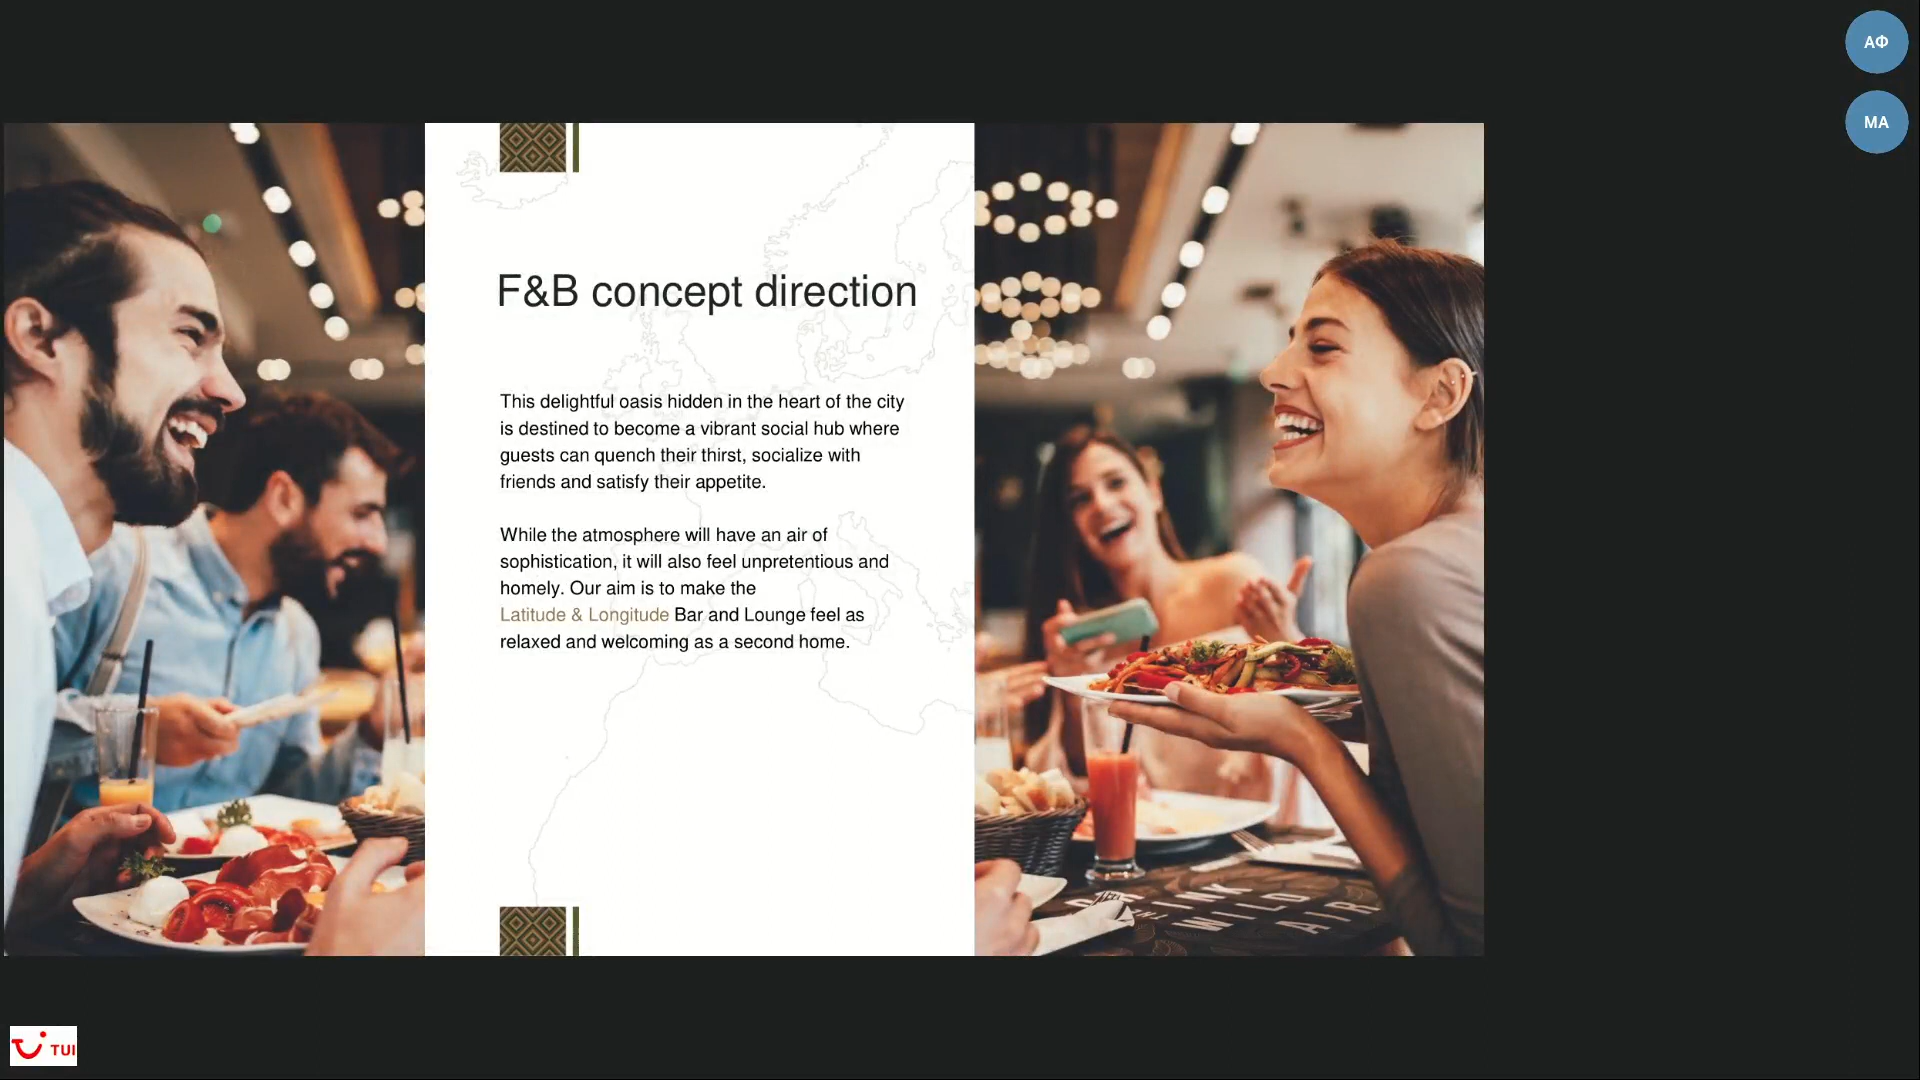 АФ
МА
F&B concept direction
This delightful oasis hidden in the heart of the city
is destined to become a vibrant social hub where
guests can quench their thirst, socialize with
friends and satisfy their appetite.
While the atmosphere will have an air of
sophistication, it will also feel unpretentious and
homely. Our aim is to make the
Latitude & Longitude Bar and Lounge feel as
relaxed and welcoming as a second home.
WILD
AIR
TUI